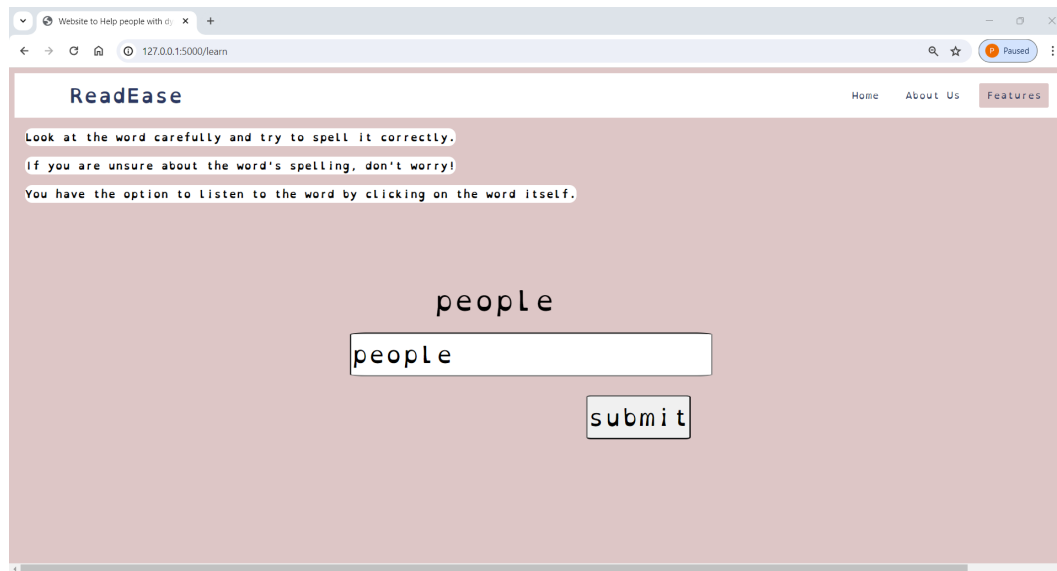 Website to Help people with dy
127.0.0.1:5000/learn
P Paused
ReadEase
Home About Us Features
Look at the word carefully and try to spell it correctly.
If you are unsure about the word's spelling, don't worry!
You have the option to listen to the word by clicking on the word itself.
people
people
submit